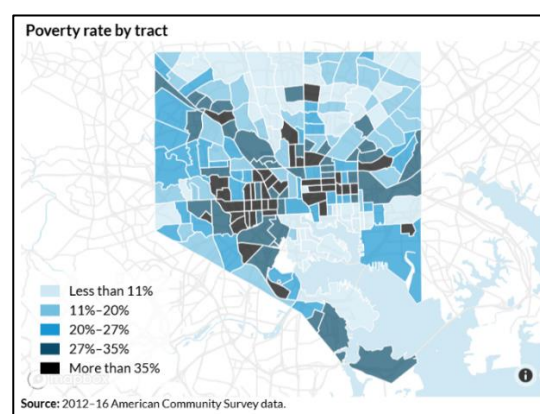 Poverty rate by tract
Less than 11%
11%–20%
20%–27%
27%–35%
More than 35%
mapbox
Source: 2012–16 American Community Survey data.